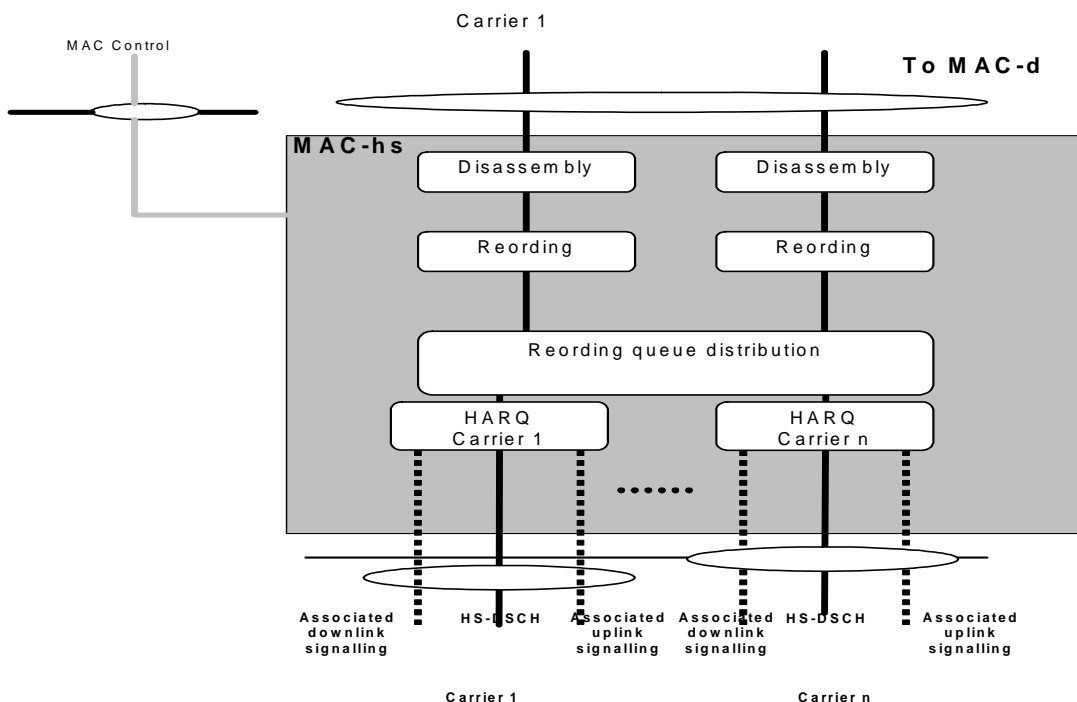 Carrier 1
MAC Control
To MAC-d
MAC-hs
Disassembly
Disassembly
Reording
Reording
Reording queue distribution
HARQ
Carrier 1
HARQ
Carrier n
Associated
downlink
signalling
HS-DSCH
Associated
uplink
signalling
Associated
downlink
signalling
HS-DSCH
Associated
uplink
signalling
Carrier 1
Carrier n